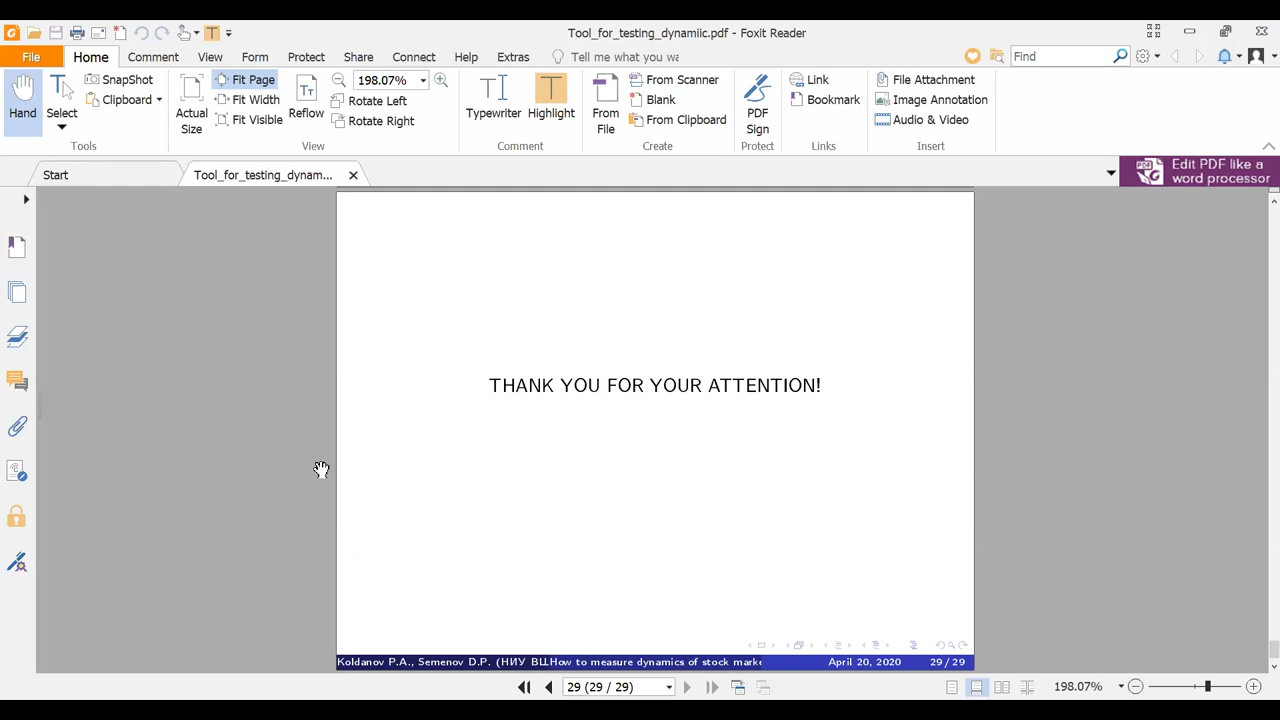 Tool_for_testing_dynamiic.pdf - Foxit Reader
File Home Comment View Form Protect Share Connect Help Extras Tell me what you wa Find
Hand
Select
SnapShot
Clipboard
Tools
Actual Size
Fit Page
Fit Width
Fit Visible
Reflow
198.07%
Rotate Left
Rotate Right
View
Typewriter
Highlight
Comment
From File
From Scanner
Blank
From Clipboard
Create
PDF Sign
Protect
Link
Bookmark
Links
File Attachment
Image Annotation
Audio & Video
Insert
Start
Tool_for_testing_dynam...
Edit PDF like a
word processor
THANK YOU FOR YOUR ATTENTION!
Koldanov P.A., Semenov D.P. (НИУ ВШ How to measure dynamics of stock marke April 20, 2020 29 / 29
29 (29 / 29) 198.07%